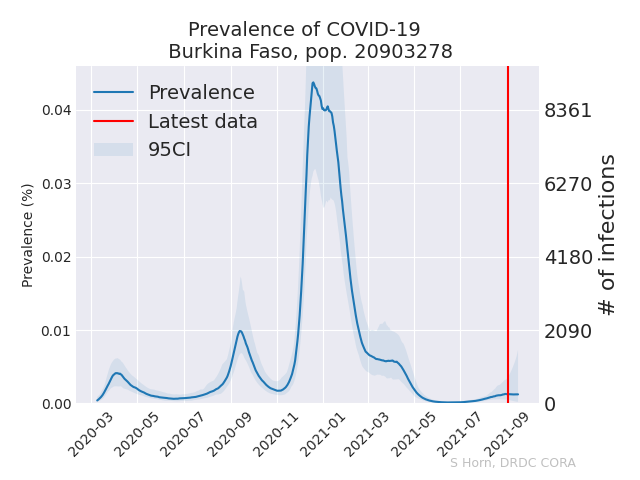 Prevalence of COVID-19
Burkina Faso, pop. 20903278
Prevalence
Latest data
95CI
Prevalence (%)
0.04
0.03
0.02
0.01
0.00
8361
6270
4180
2090
0
# of infections
2020-03
2020-05
2020-07
2020-09
2020-11
2021-01
2021-03
2021-05
2021-07
2021-09
S Horn, DRDC CORA